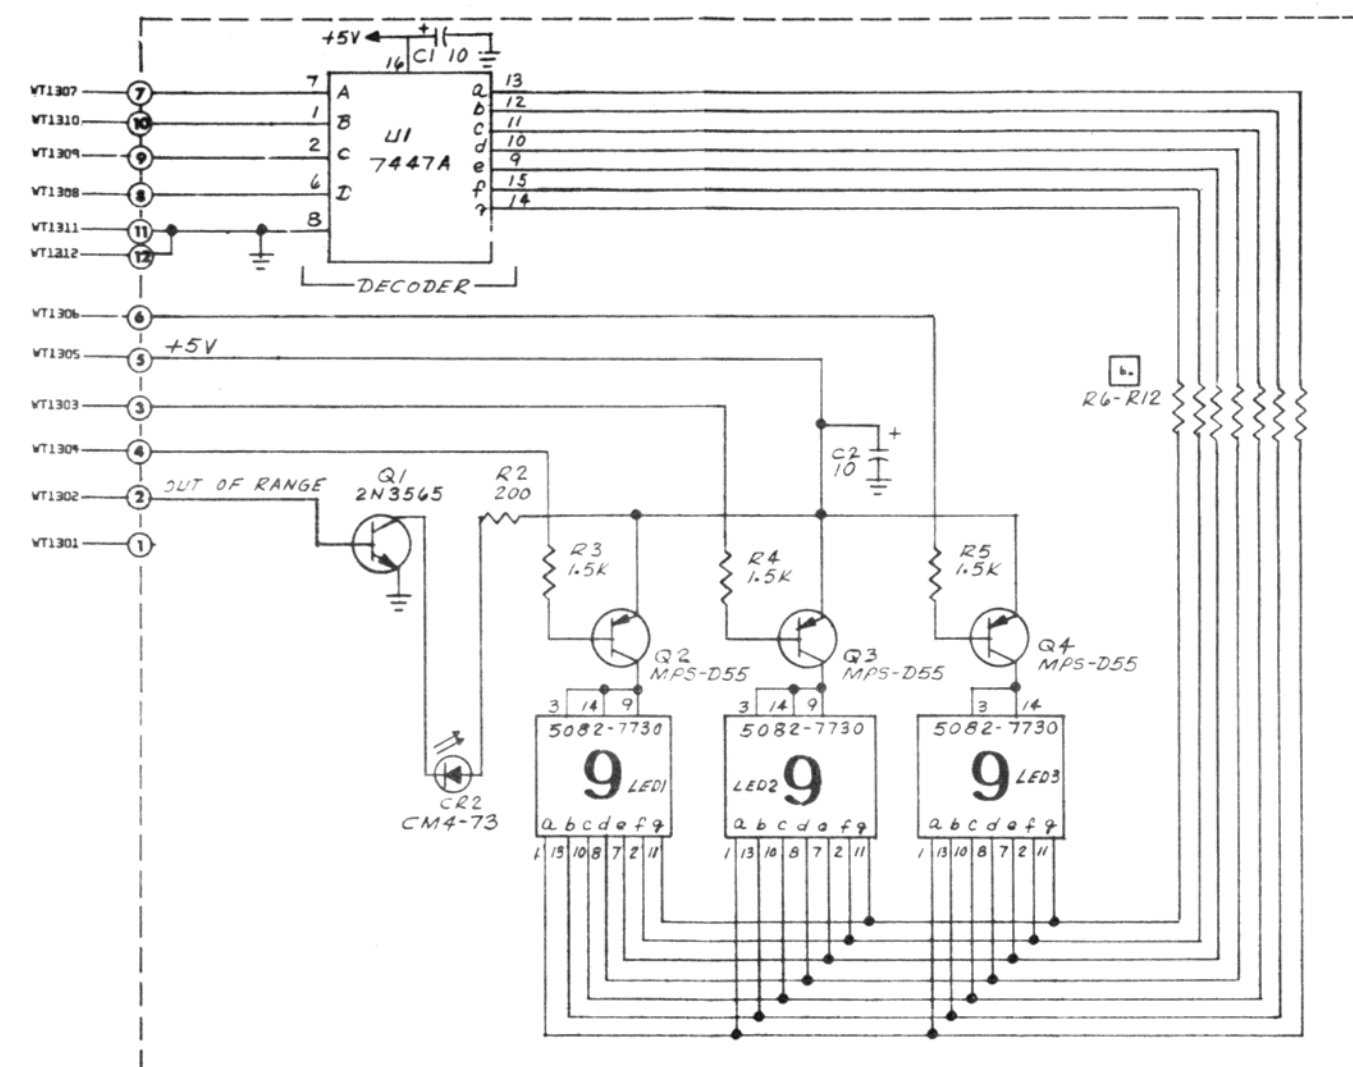 +5V
+
C1 10
16
WT1307 7 7 A a 13
WT1310 10 1 B b 12
WT1309 9 2 C c 11
U1
7447A
d 10
e 9
WT1308 8 6 D f 15
g 14
WT1311 11 8
WT1312 12
DECODER
WT1306 6
WT1305 5 +5V
b.
R6-R12
WT1303 3
+
C2
10
WT1304 4
WT1302 2 OUT OF RANGE
Q1
2N3565
R2
200
WT1301 1
R3
1.5K
R4
1.5K
R5
1.5K
Q2
MPS-D55
Q3
MPS-D55
Q4
MPS-D55
3 14 9
3 14 9
3 14
5082-7730
5082-7730
5082-7730
9 LED1
LED2 9
9 LED3
CR2
CM4-73
a b c d e f g
a b c d e f g
a b c d e f g
1 13 10 8 7 2 11
1 13 10 8 7 2 11
1 13 10 8 7 2 11